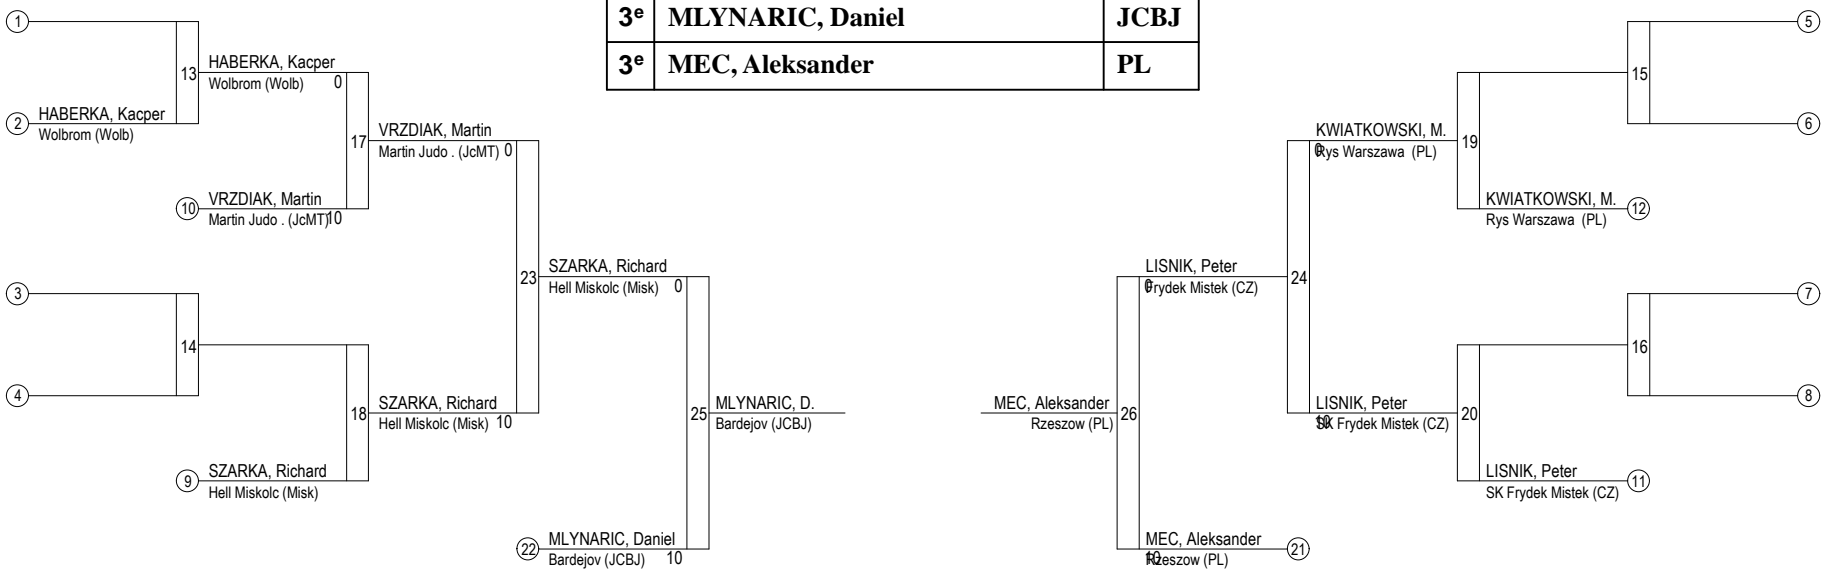 3e MLYNARIC, Daniel JCBJ
3e MEC, Aleksander PL
1
13
HABERKA, Kacper
Wolbrom (Wolb) 0
2 HABERKA, Kacper
Wolbrom (Wolb)
17
VRZDIAK, Martin
Martin Judo . (JcMT) 0
10 VRZDIAK, Martin
Martin Judo . (JcMT) 10
3
14
4
18
SZARKA, Richard
Hell Miskolc (Misk) 10
9 SZARKA, Richard
Hell Miskolc (Misk)
23
SZARKA, Richard
Hell Miskolc (Misk) 0
25
MLYNARIC, D.
Bardejov (JCBJ)
22 MLYNARIC, Daniel
Bardejov (JCBJ) 10
5
15
6
KWIATKOWSKI, M.
0 Rys Warszawa (PL)
19
KWIATKOWSKI, M. 12
Rys Warszawa (PL)
LISNIK, Peter
0 Frydek Mistek (CZ)
24
7
16
8
LISNIK, Peter
10 SK Frydek Mistek (CZ)
20
LISNIK, Peter 11
SK Frydek Mistek (CZ)
MEC, Aleksander
Rzeszow (PL)
26
MEC, Aleksander 21
10 Rzeszow (PL)